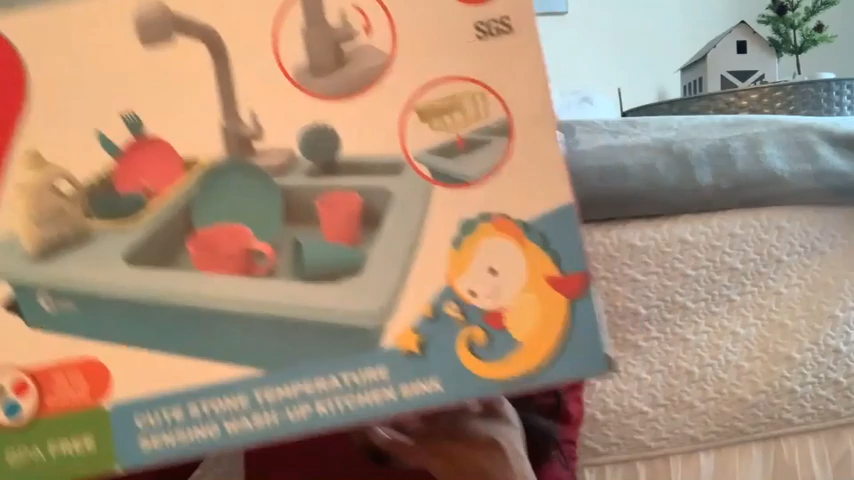 SGS
CUTE STONE TEMPERATURE
SENSING WASH-UP KITCHEN SINK
BPA FREE